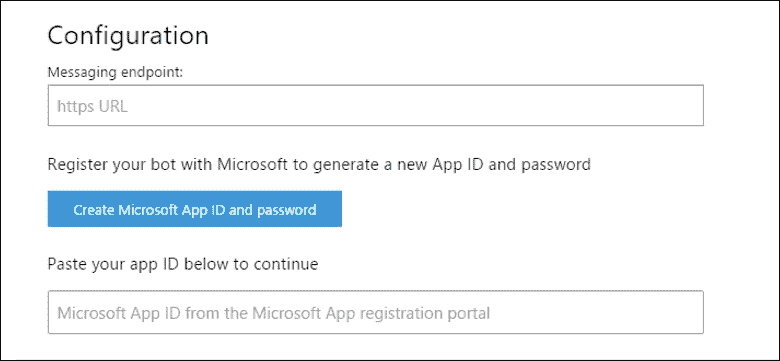 Configuration
Messaging endpoint:
https URL
Register your bot with Microsoft to generate a new App ID and password
Create Microsoft App ID and password
Paste your app ID below to continue
Microsoft App ID from the Microsoft App registration portal